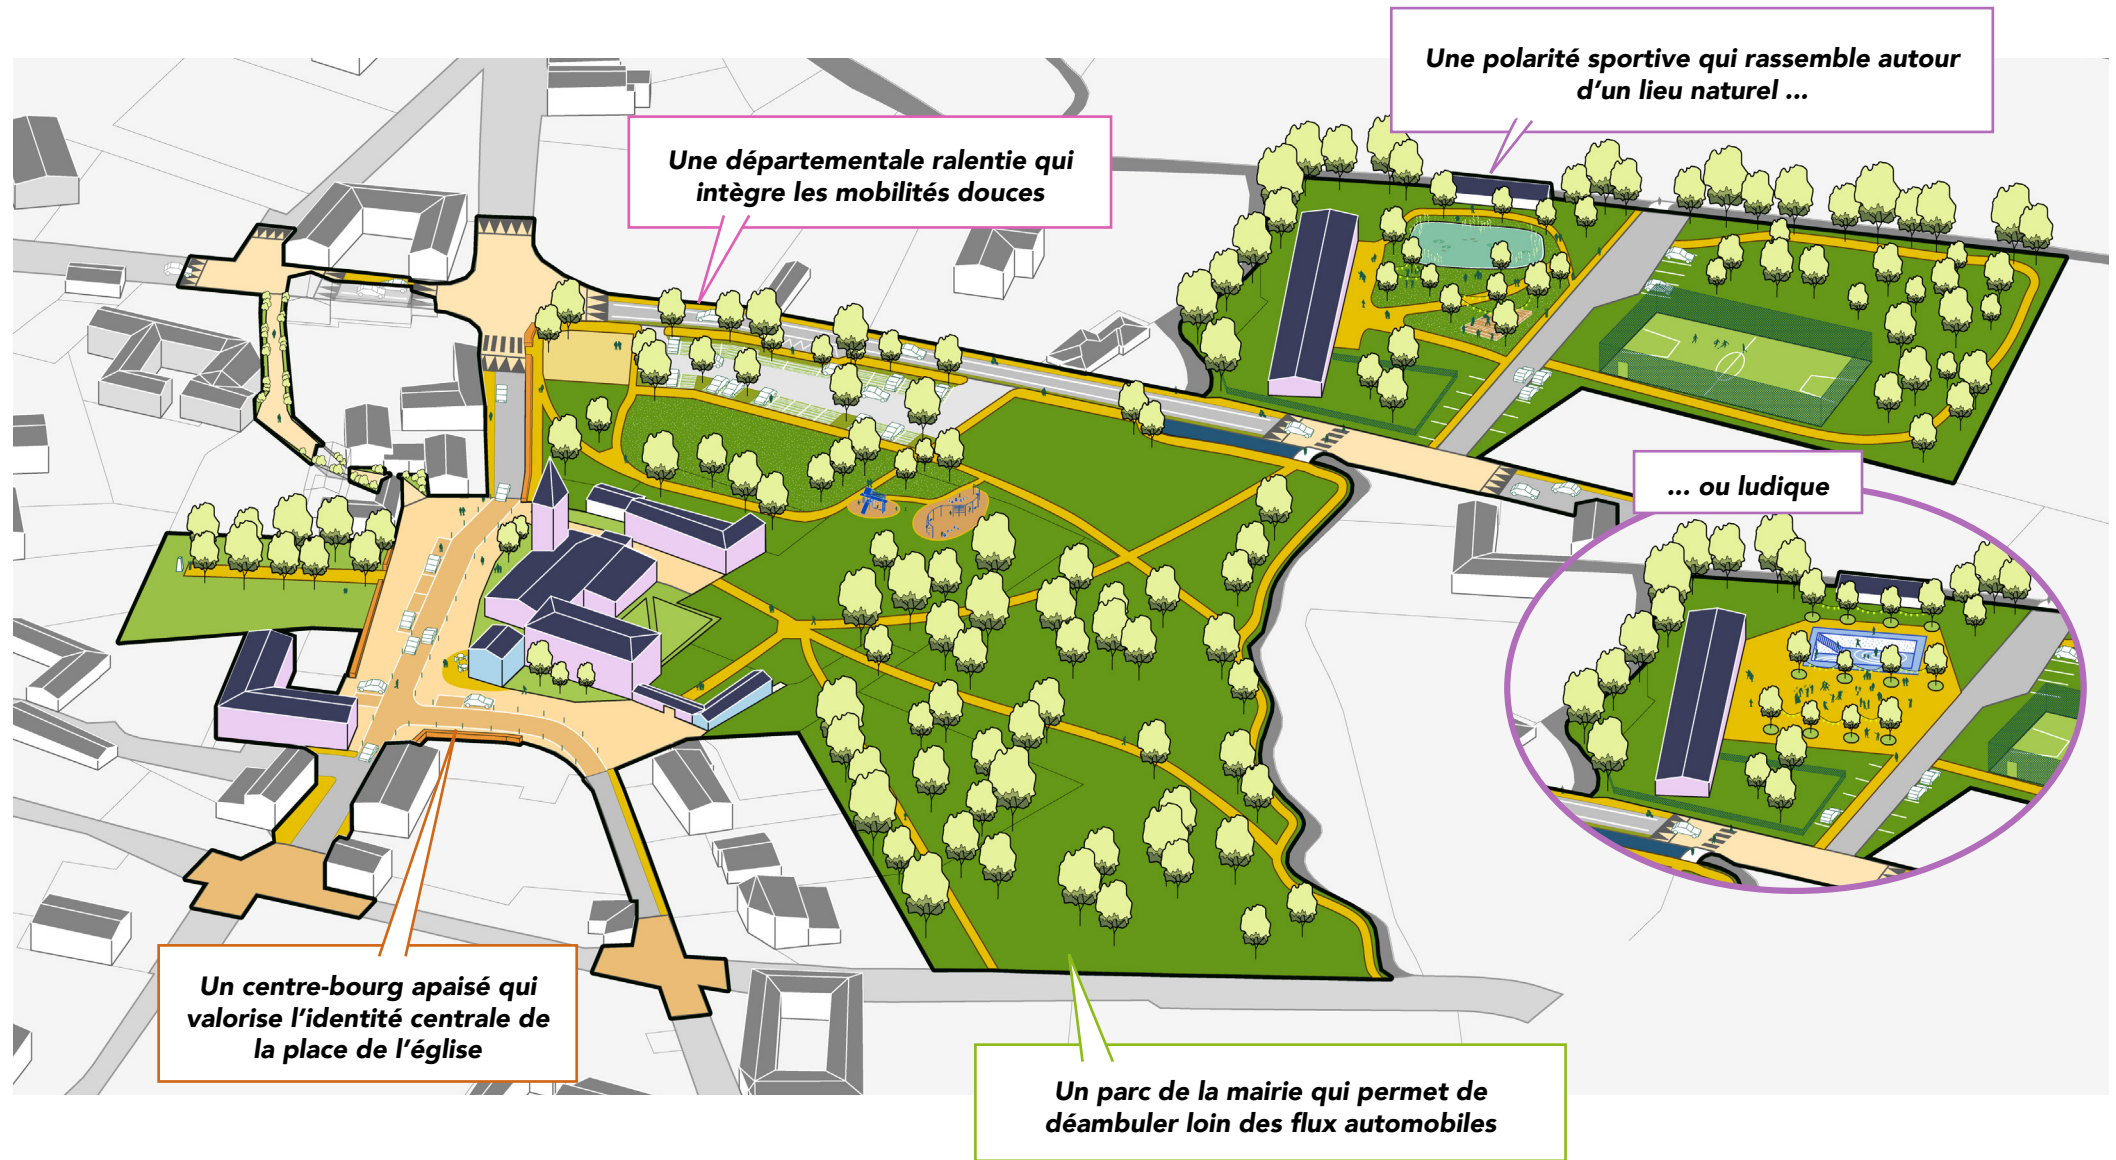 Une polarité sportive qui rassemble autour
d’un lieu naturel ...
Une départementale ralentie qui
intègre les mobilités douces
... ou ludique
Un centre-bourg apaisé qui
valorise l’identité centrale de
la place de l’église
Un parc de la mairie qui permet de
déambuler loin des flux automobiles